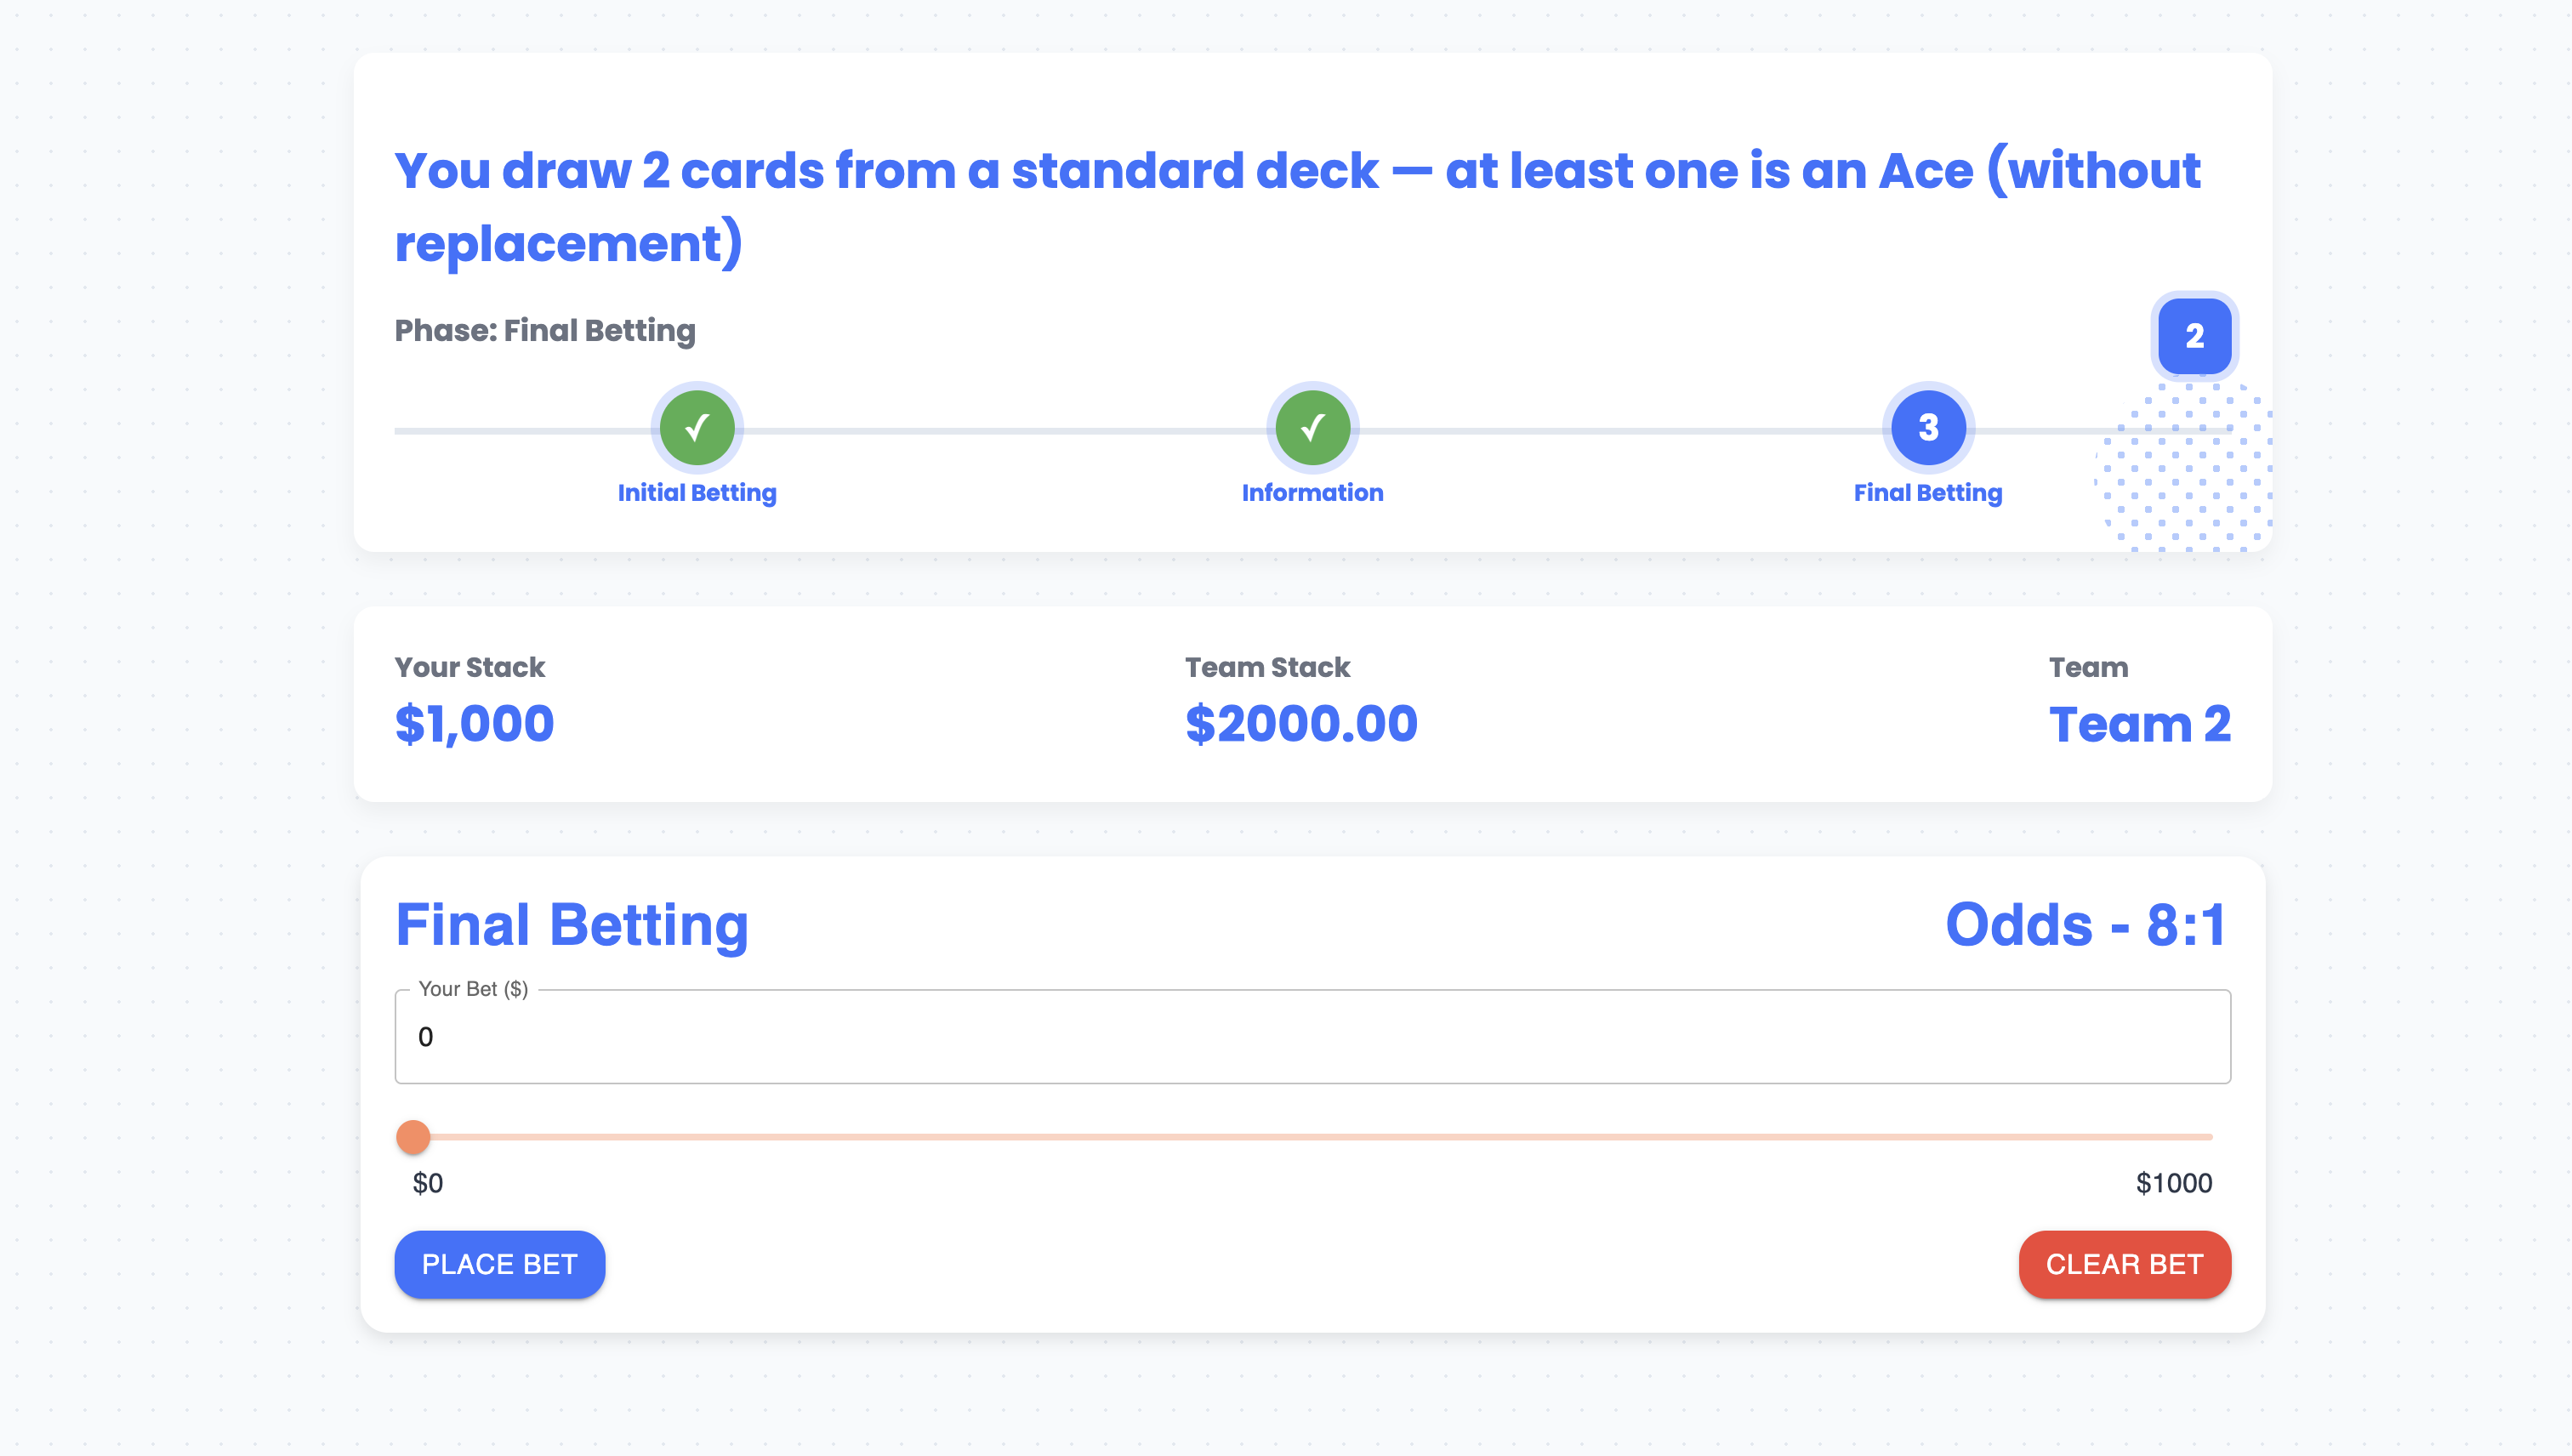 You draw 2 cards from a standard deck — at least one is an Ace (without
replacement)
Phase: Final Betting
2
✓
✓
3
Initial Betting
Information
Final Betting
Your Stack
$1,000
Team Stack
$2000.00
Team
Team 2
Final Betting
Odds - 8:1
Your Bet ($)
0
$0
$1000
PLACE BET
CLEAR BET